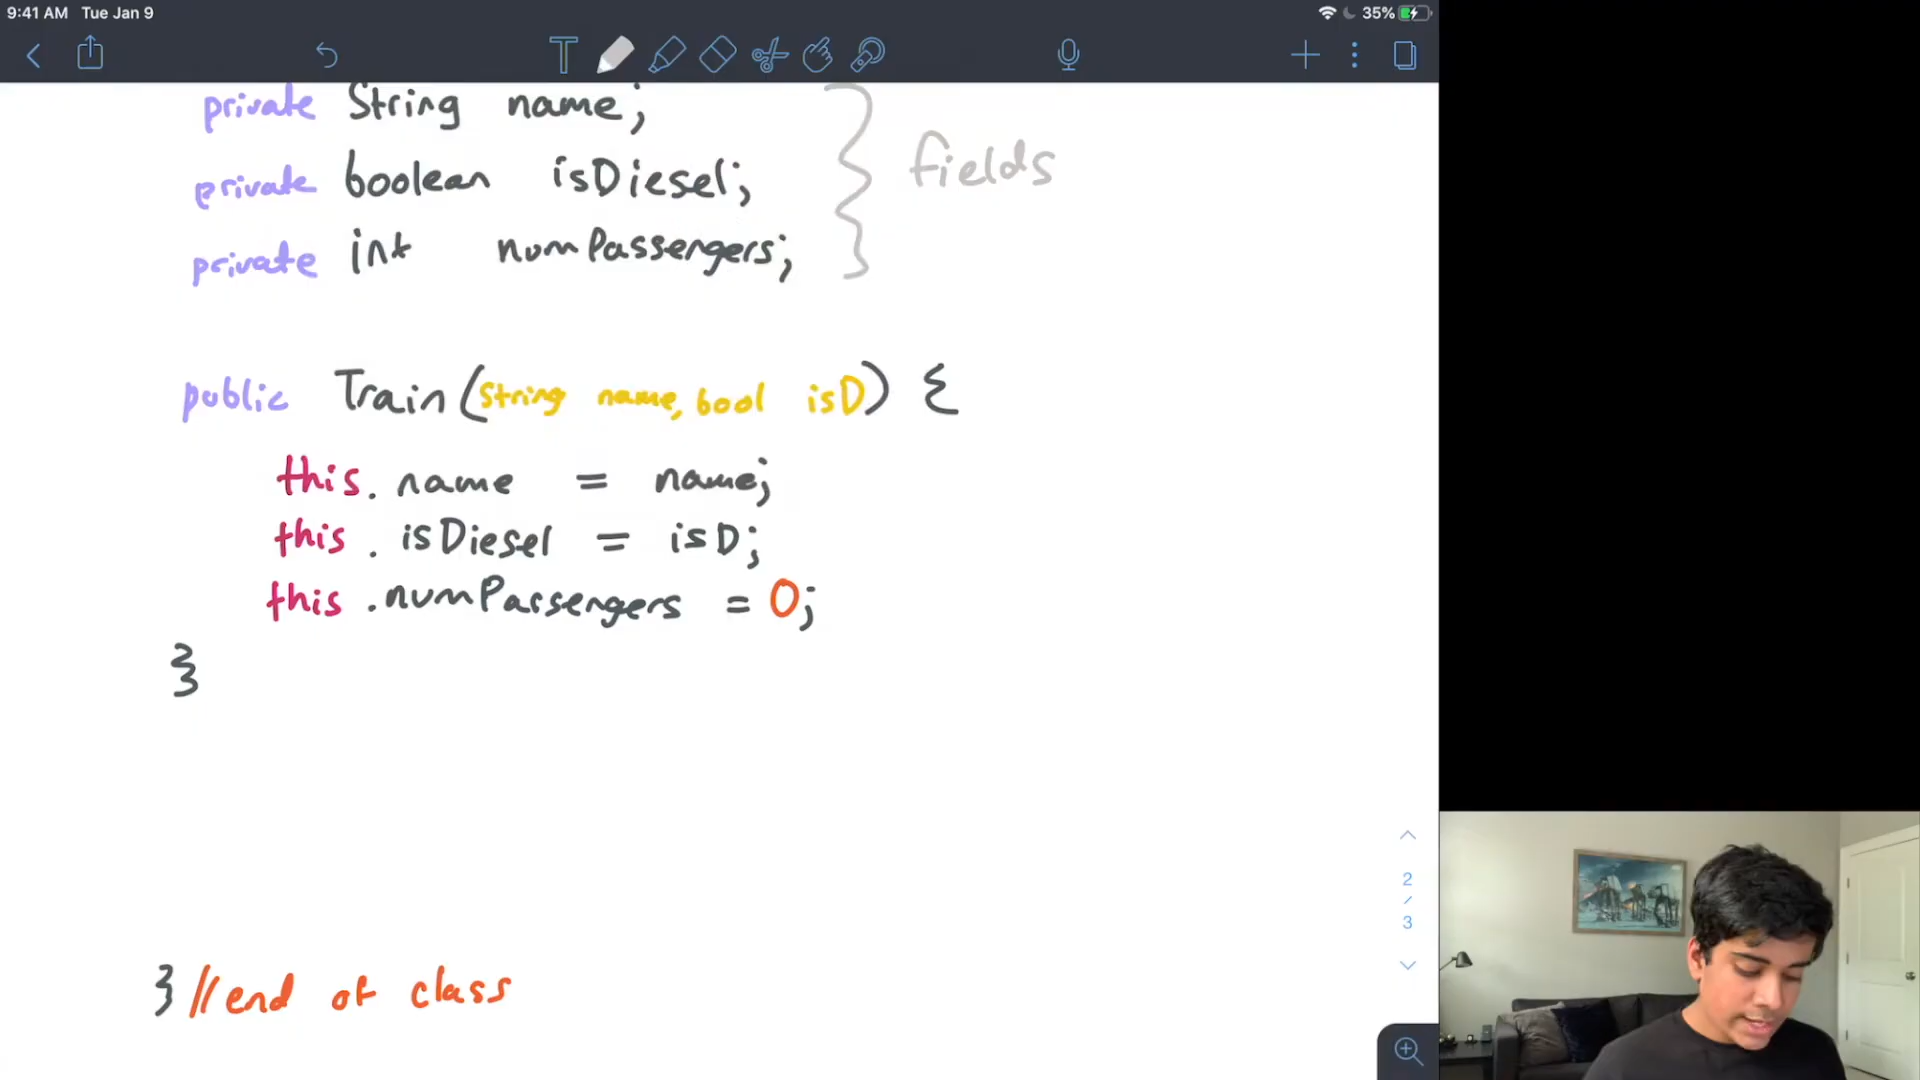 9:41 AM Tue Jan 9 35%
T
private String name;
private boolean isDiesel;
private int numPassengers;
fields
public Train(String name, bool isD) {
this.name = name;
this.isDiesel = isD;
this.numPassengers = 0;
}
2
/
3
} //end of class